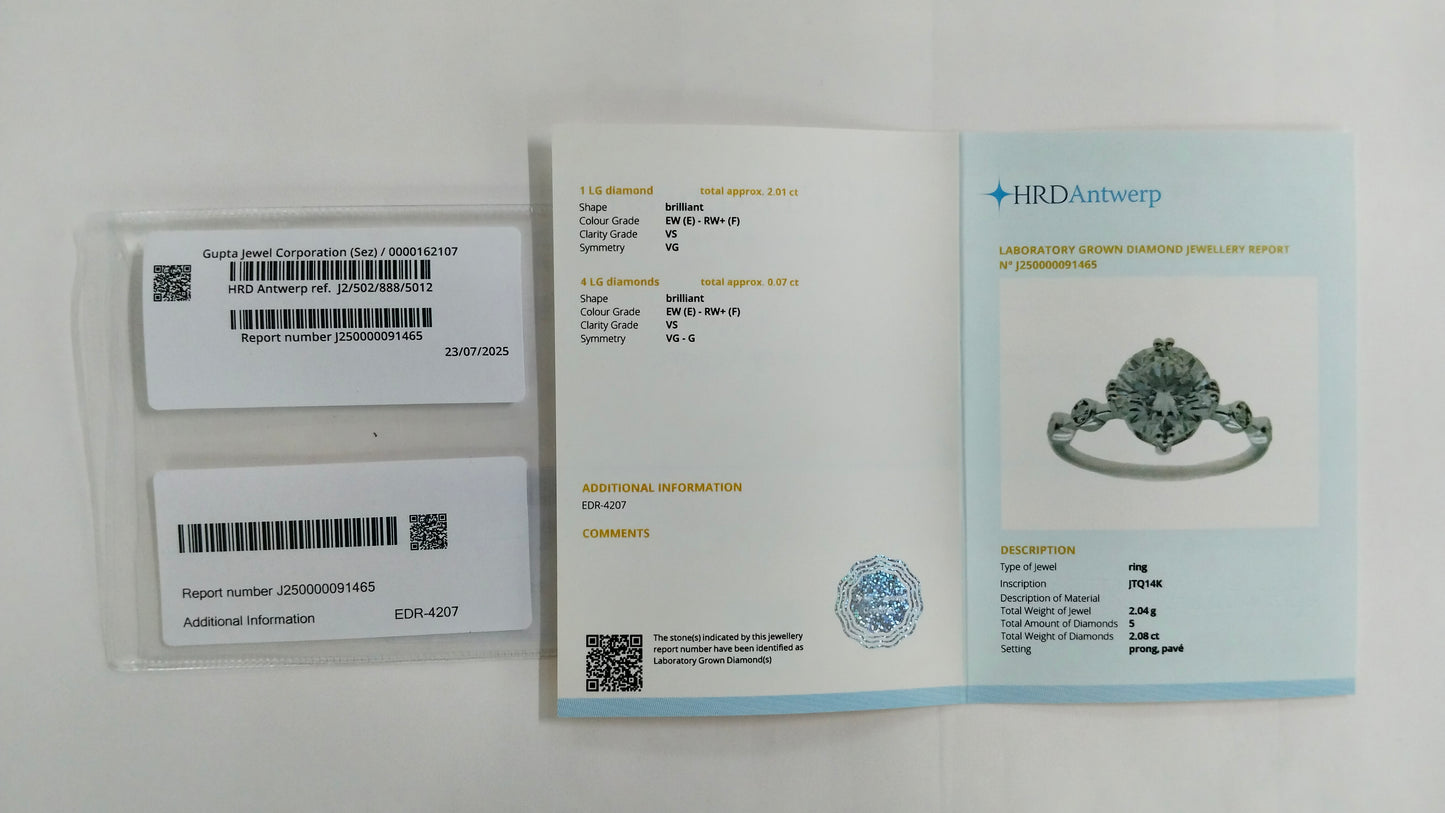 Gupta Jewel Corporation (Sez) / 0000162107
HRD Antwerp ref. J2/502/888/5012
Report number J250000091465
23/07/2025
Report number J250000091465
Additional Information EDR-4207
1 LG diamond total approx. 2.01 ct
Shape brilliant
Colour Grade EW (E) - RW+ (F)
Clarity Grade VS
Symmetry VG
4 LG diamonds total approx. 0.07 ct
Shape brilliant
Colour Grade EW (E) - RW+ (F)
Clarity Grade VS
Symmetry VG - G
ADDITIONAL INFORMATION
EDR-4207
COMMENTS
The stone(s) indicated by this jewellery
report number have been identified as
Laboratory Grown Diamond(s)
HRDAntwerp
LABORATORY GROWN DIAMOND JEWELLERY REPORT
N° J250000091465
DESCRIPTION
Type of Jewel ring
Inscription JTQ14K
Description of Material
Total Weight of Jewel 2.04 g
Total Amount of Diamonds 5
Total Weight of Diamonds 2.08 ct
Setting prong, pavé